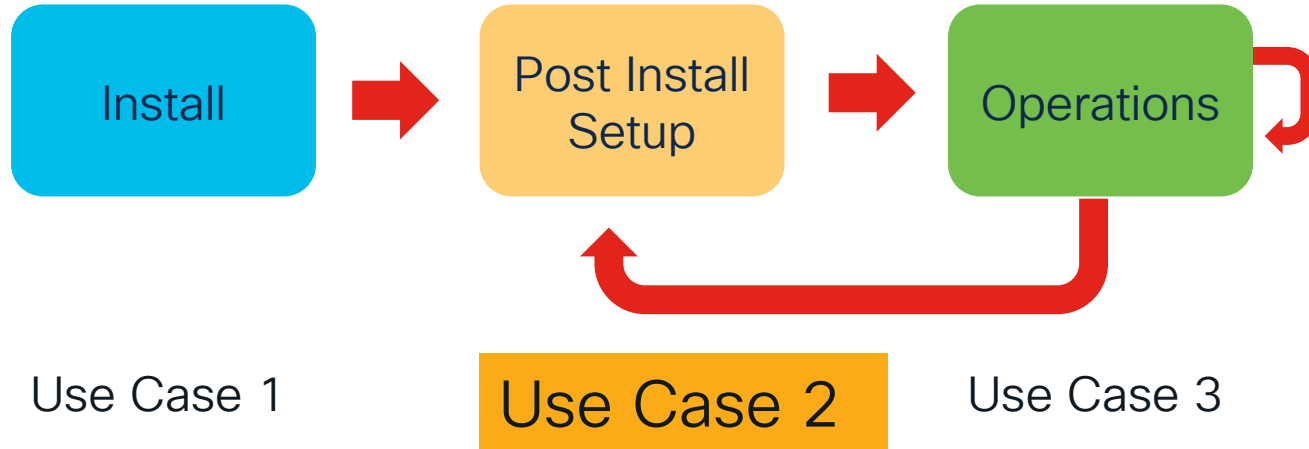 Install
Post Install
Setup
Operations
Use Case 1
Use Case 2
Use Case 3